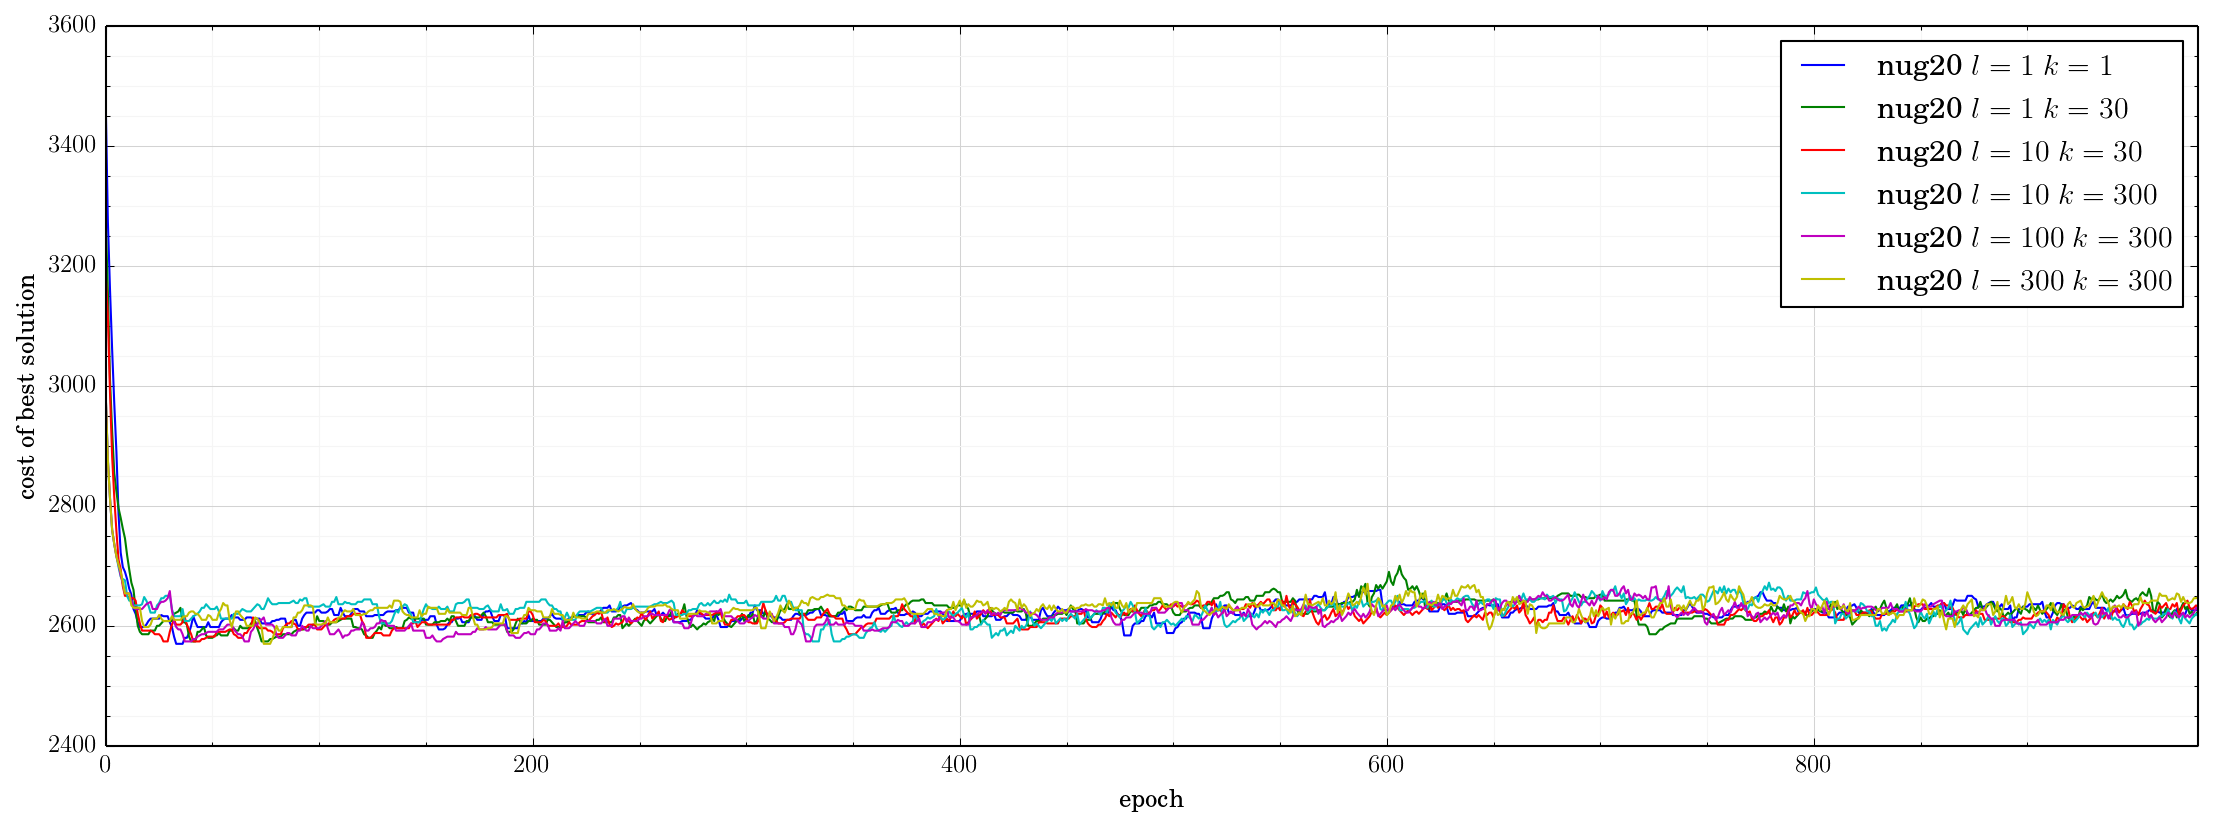 3600
3400
3200
3000
2800
2600
2400
cost of best solution
nug20 l = 1 k = 1
nug20 l = 1 k = 30
nug20 l = 10 k = 30
nug20 l = 10 k = 300
nug20 l = 100 k = 300
nug20 l = 300 k = 300
0 200 400 600 800
epoch